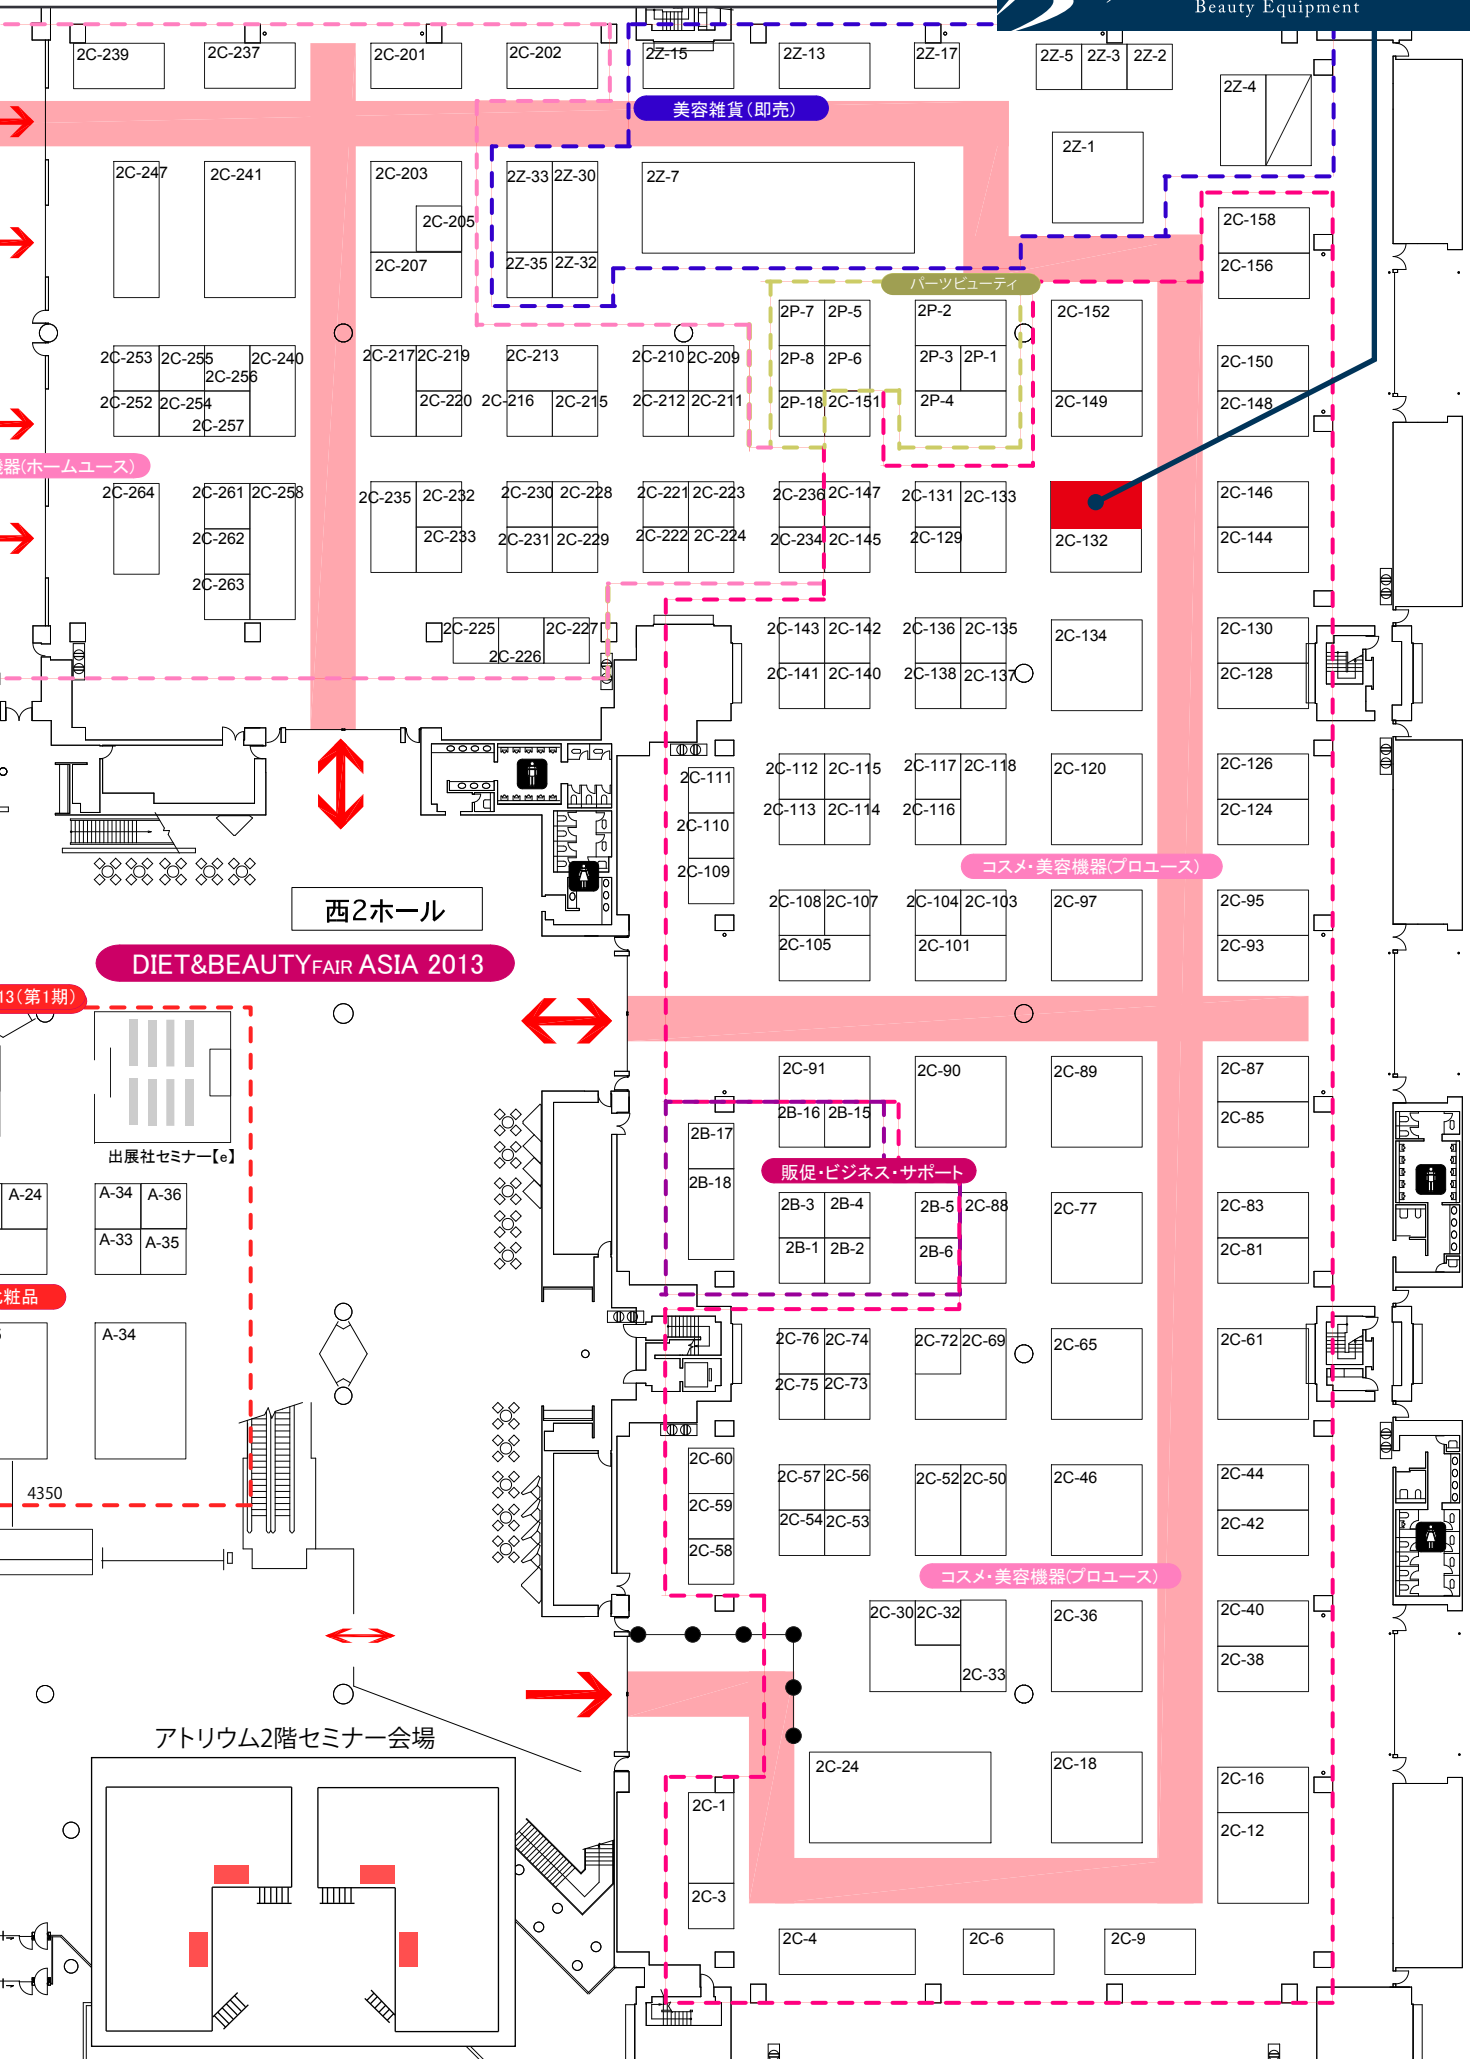 Beauty Equipment
2C-239
2C-237
2C-201
2C-202
2Z-15
2Z-13
2Z-17
2Z-5
2Z-3
2Z-2
2Z-4
美容雑貨(即売)
2Z-1
2C-247
2C-241
2C-203
2Z-33
2Z-30
2Z-7
2C-205
2C-158
2C-207
2Z-35
2Z-32
2C-156
パーツビューティ
2P-7
2P-5
2P-2
2C-152
2C-253
2C-255
2C-256
2C-240
2C-217
2C-219
2C-213
2C-210
2C-209
2P-8
2P-6
2P-3
2P-1
2C-150
2C-252
2C-254
2C-257
2C-220
2C-216
2C-215
2C-212
2C-211
2P-18
2C-151
2P-4
2C-149
2C-148
器(ホームユース)
2C-264
2C-261
2C-258
2C-235
2C-232
2C-230
2C-228
2C-221
2C-223
2C-236
2C-147
2C-131
2C-133
2C-146
2C-262
2C-233
2C-231
2C-229
2C-222
2C-224
2C-234
2C-145
2C-129
2C-132
2C-144
2C-263
2C-225
2C-226
2C-227
2C-143
2C-142
2C-136
2C-135
2C-134
2C-130
2C-141
2C-140
2C-138
2C-137
2C-128
2C-111
2C-112
2C-115
2C-117
2C-118
2C-120
2C-126
2C-110
2C-113
2C-114
2C-116
2C-124
2C-109
コスメ・美容機器(プロユース)
西2ホール
2C-108
2C-107
2C-104
2C-103
2C-97
2C-95
2C-105
2C-101
2C-93
DIET&BEAUTY FAIR ASIA 2013
13(第1期)
2C-91
2C-90
2C-89
2C-87
2B-16
2B-15
2C-85
2B-17
出展社セミナー【e】
販促・ビジネス・サポート
2B-18
A-24
A-34
A-36
2B-3
2B-4
2B-5
2C-88
2C-77
2C-83
A-33
A-35
2B-1
2B-2
2B-6
2C-81
粧品
A-34
2C-76
2C-74
2C-72
2C-69
2C-65
2C-61
2C-75
2C-73
2C-60
2C-57
2C-56
2C-52
2C-50
2C-46
2C-44
4350
2C-59
2C-54
2C-53
2C-42
2C-58
コスメ・美容機器(プロユース)
2C-30
2C-32
2C-36
2C-40
2C-33
2C-38
アトリウム2階セミナー会場
2C-24
2C-18
2C-16
2C-1
2C-12
2C-3
2C-4
2C-6
2C-9